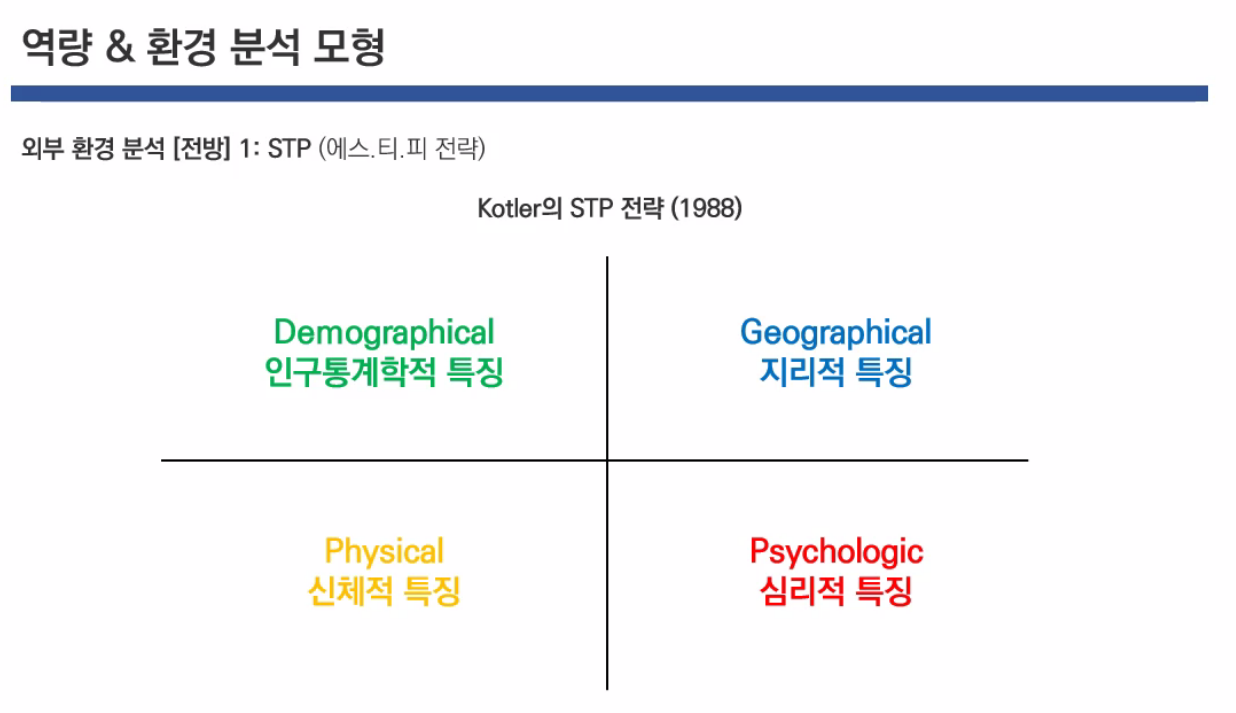 역량 & 환경 분석 모형
외부 환경 분석 [전방] 1: STP (에스.티.피 전략)
Kotler의 STP 전략 (1988)
Demographical
인구통계학적 특징
Geographical
지리적 특징
Physical
신체적 특징
Psychologic
심리적 특징